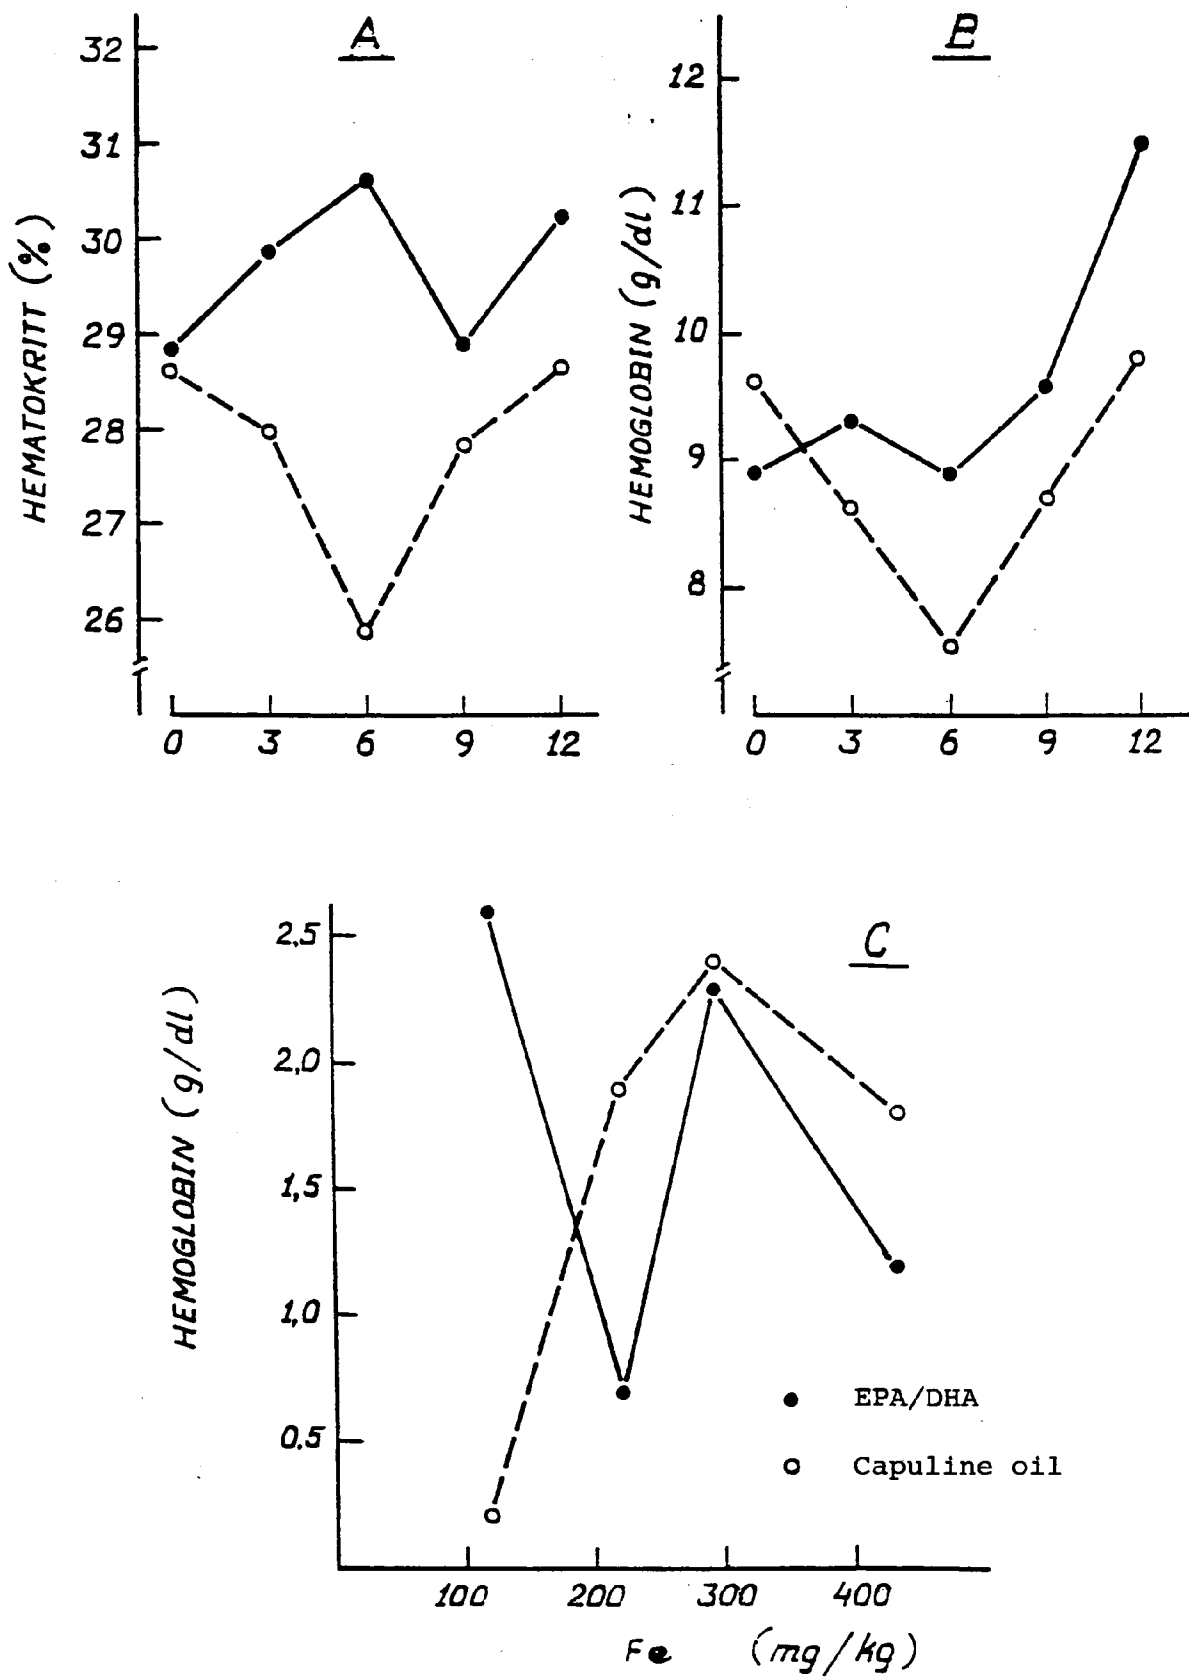 A
32
31
30
29
28
27
26
HEMATOKRITT (%)
0 3 6 9 12
B
12
11
10
9
8
HEMOGLOBIN (g/dl)
0 3 6 9 12
C
2,5
2,0
1,5
1,0
0,5
HEMOGLOBIN (g/dl)
EPA/DHA
Capuline oil
100 200 300 400
Fe (mg/kg)